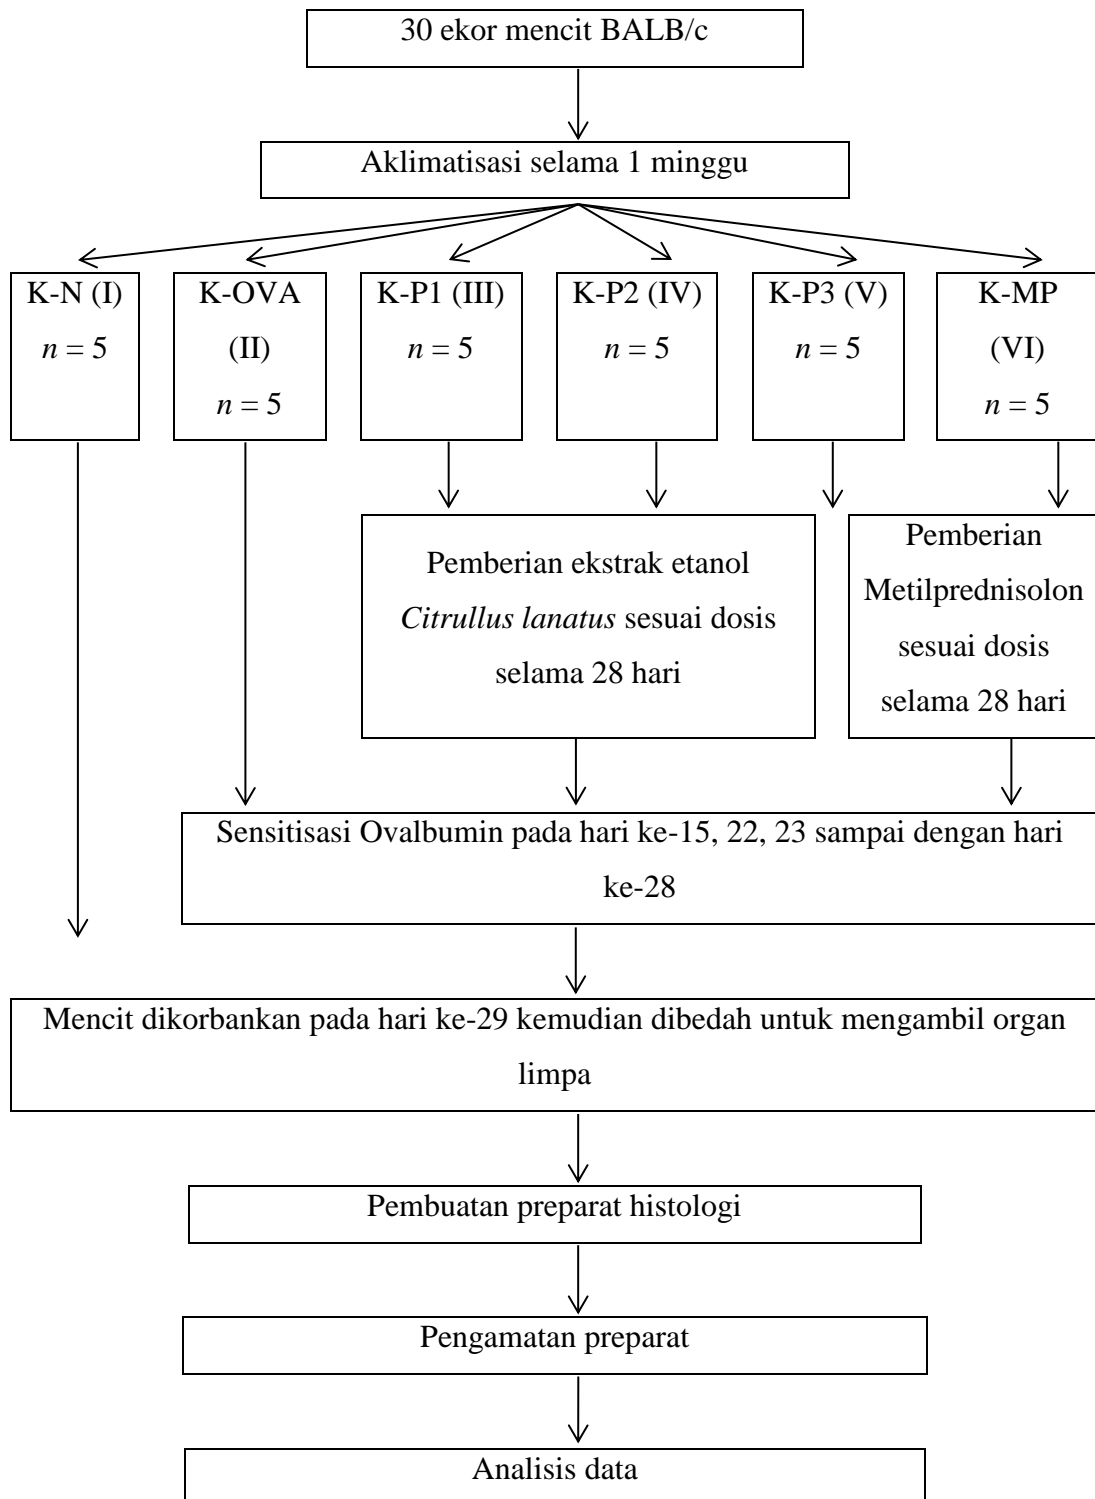 30 ekor mencit BALB/c
Aklimatisasi selama 1 minggu
K-N (I)
n = 5
K-OVA
(II)
n = 5
K-P1 (III)
n = 5
K-P2 (IV)
n = 5
K-P3 (V)
n = 5
K-MP
(VI)
n = 5
Pemberian ekstrak etanol
Citrullus lanatus sesuai dosis
selama 28 hari
Pemberian
Metilprednisolon
sesuai dosis
selama 28 hari
Sensitisasi Ovalbumin pada hari ke-15, 22, 23 sampai dengan hari
ke-28
Mencit dikorbankan pada hari ke-29 kemudian dibedah untuk mengambil organ
limpa
Pembuatan preparat histologi
Pengamatan preparat
Analisis data